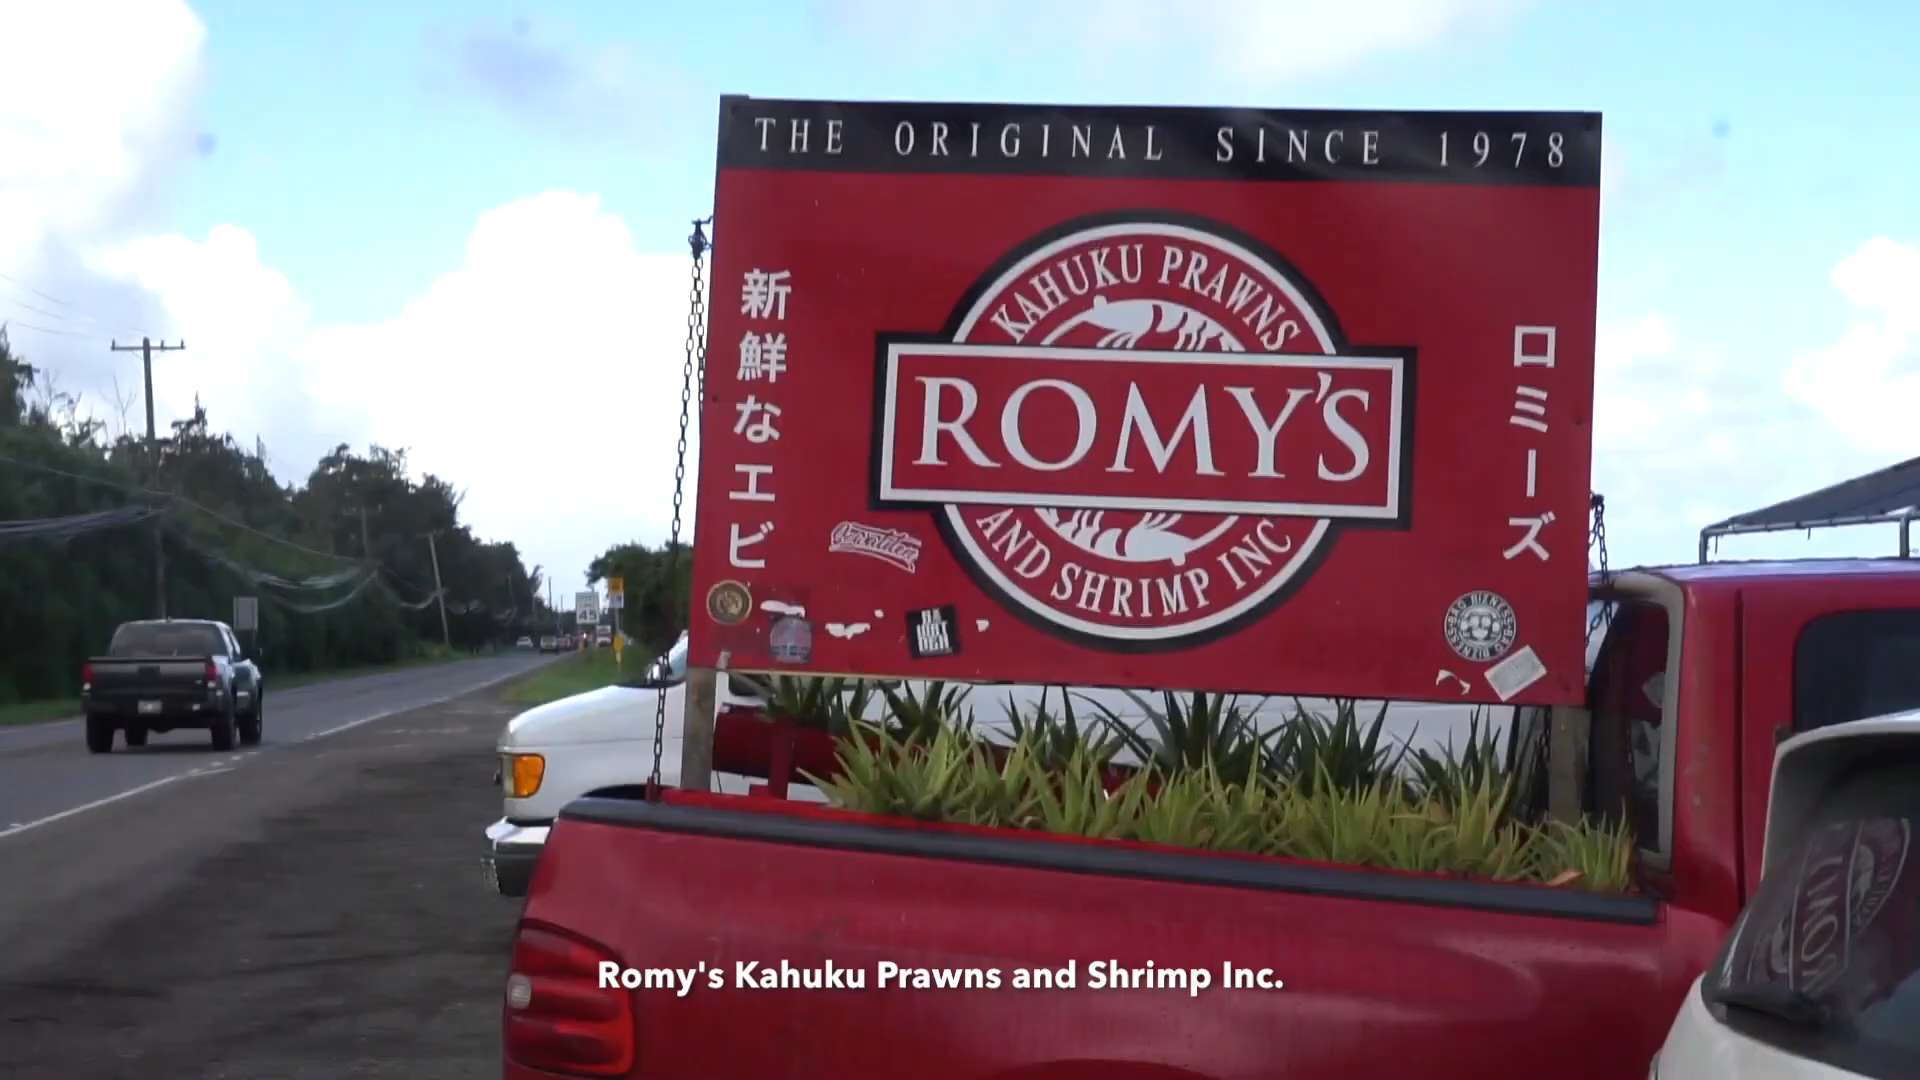 THE ORIGINAL SINCE 1978
新鮮なエビ
KAHUKU PRAWNS
ROMY'S
AND SHRIMP INC
ロミーズ
45
Romy's Kahuku Prawns and Shrimp Inc.